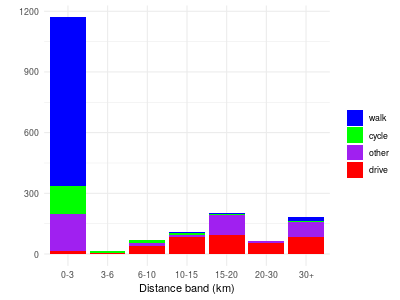 1200
900
600
300
0
0-3 3-6 6-10 10-15 15-20 20-30 30+
Distance band (km)
walk
cycle
other
drive